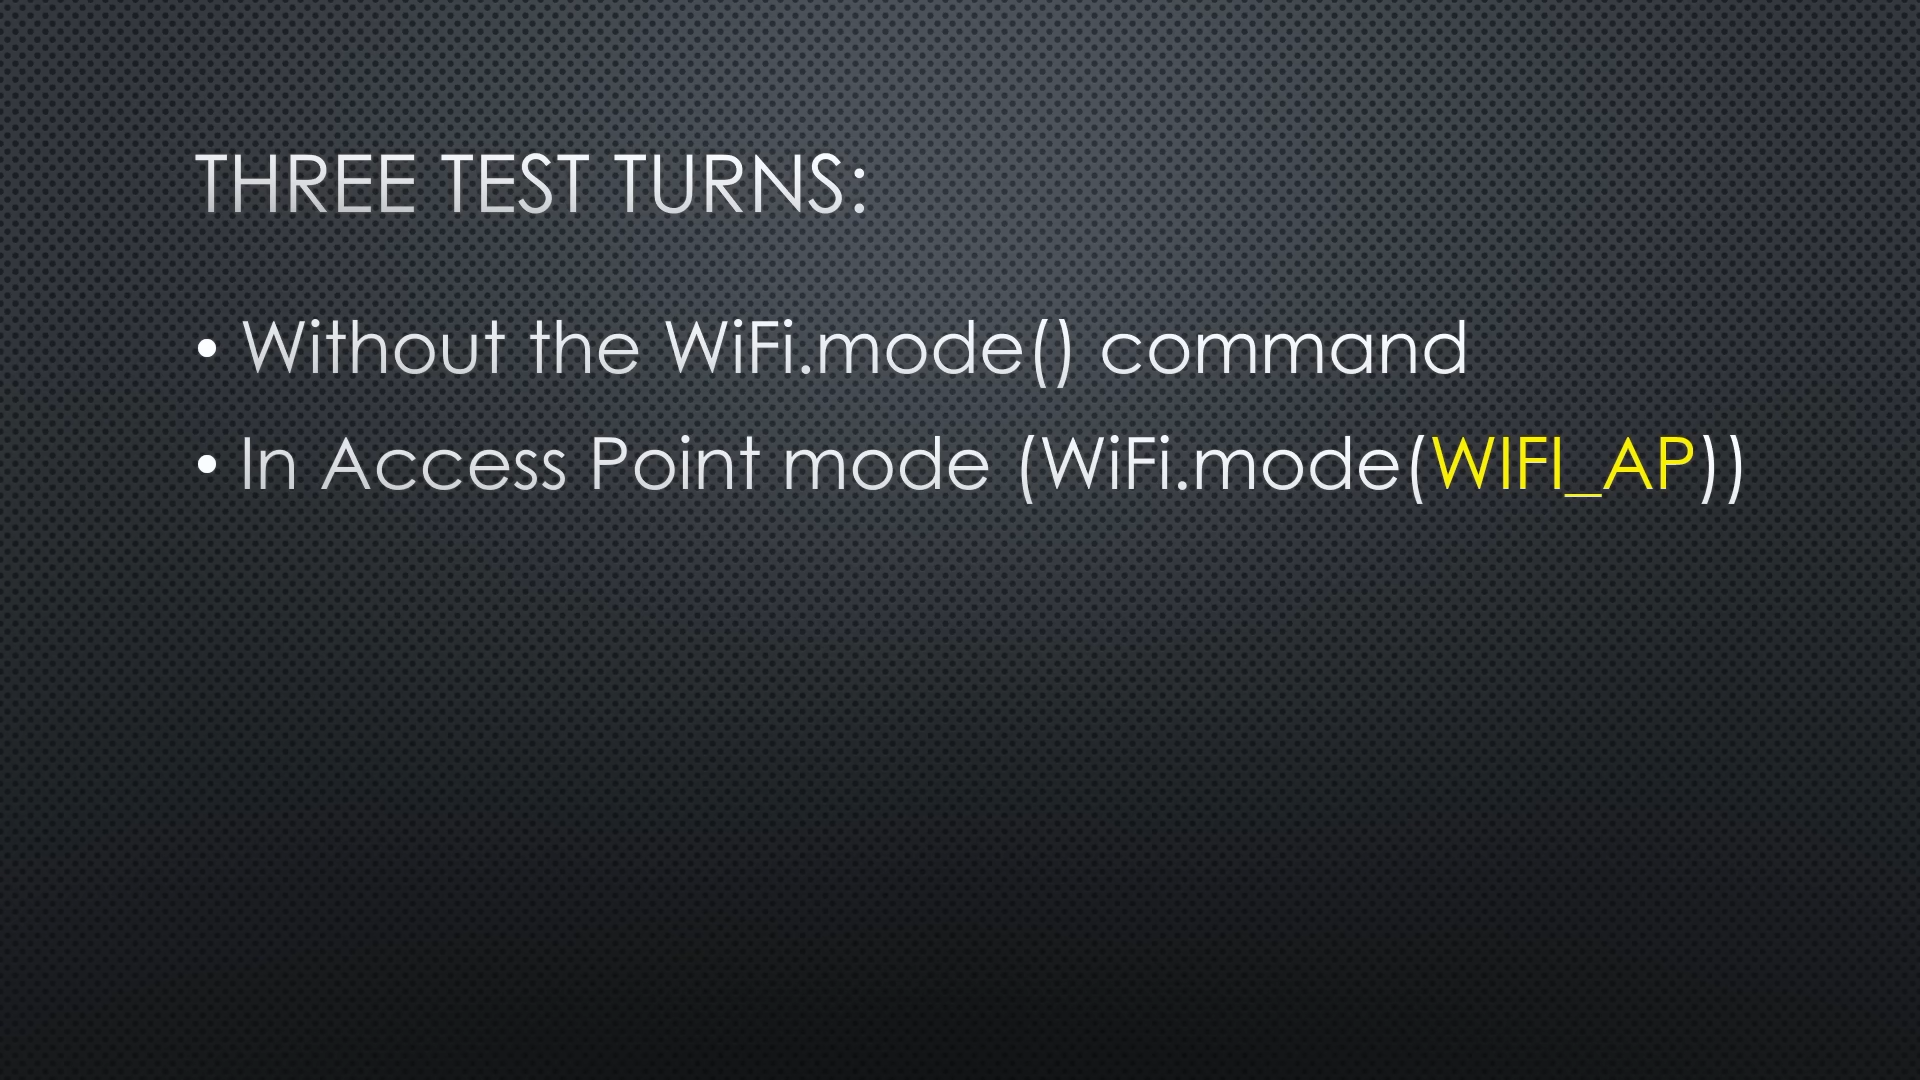 THREE TEST TURNS:
• Without the WiFi.mode() command
• In Access Point mode (WiFi.mode(WIFI_AP))